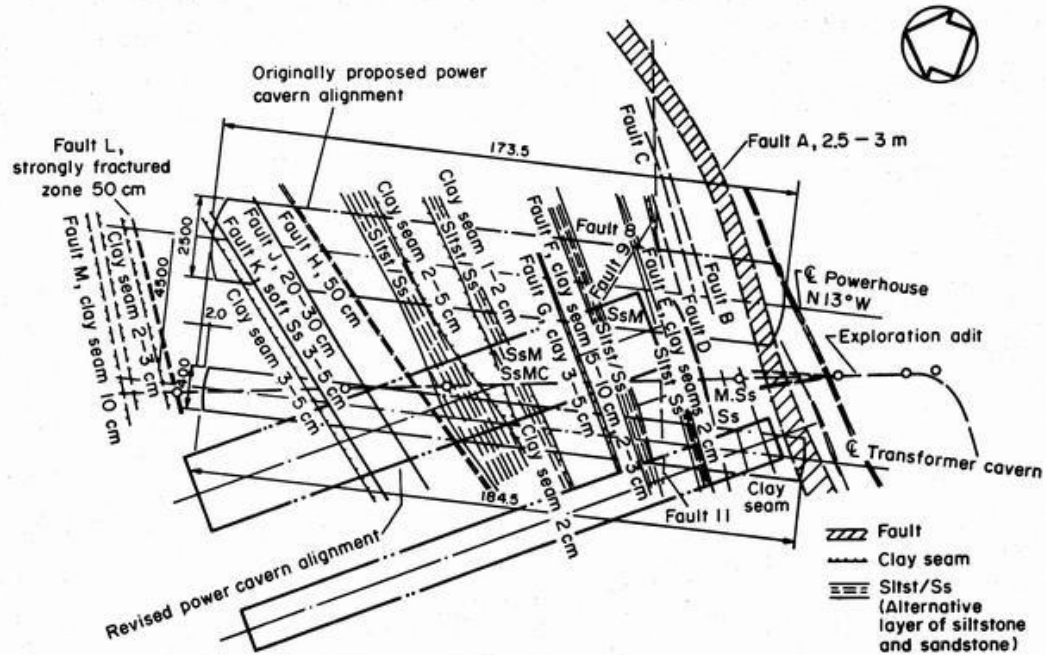 Originally proposed power
cavern alignment
Fault L,
strongly fractured
zone 50 cm
173.5
Fault A, 2.5 – 3 m
Fault C
Fault M, clay seam 10 cm
Clay seam 2 – 3 cm
4500
2500
2.0
Fault K, soft Ss 3 – 5 cm
Clay seam 3 – 5 cm
Fault J, 20 – 30 cm
Fault H, 50 cm
Sltst/Ss
Clay seam 2 – 5 cm
Sltst/Ss
Clay seam 1 – 2 cm
Fault G, clay 3 – 5 cm
Fault F, clay seam 5 – 10 cm
Sltst/Ss
2 – 3 cm
Fault 8
Fault 9
Fault E, clay seams 2 cm
Sltst Ss
Fault D
Fault B
SsM
SsM
SsMC
M.Ss
Ss
℄ Powerhouse
N13°W
Exploration adit
℄ Transformer cavern
Clay
seam
Fault 11
Clay seam 2 cm
184.5
Revised power cavern alignment
Fault
Clay seam
Sltst/Ss
(Alternative
layer of siltstone
and sandstone)